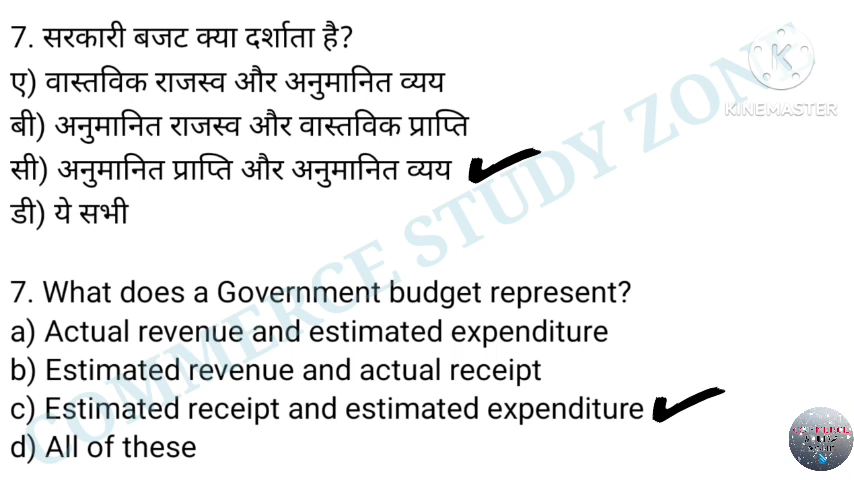 7. सरकारी बजट क्या दर्शाता है?
ए) वास्तविक राजस्व और अनुमानित व्यय
बी) अनुमानित राजस्व और वास्तविक प्राप्ति
सी) अनुमानित प्राप्ति और अनुमानित व्यय
डी) ये सभी
KINEMASTER
COMMERCE STUDY ZONE
7. What does a Government budget represent?
a) Actual revenue and estimated expenditure
b) Estimated revenue and actual receipt
c) Estimated receipt and estimated expenditure
d) All of these